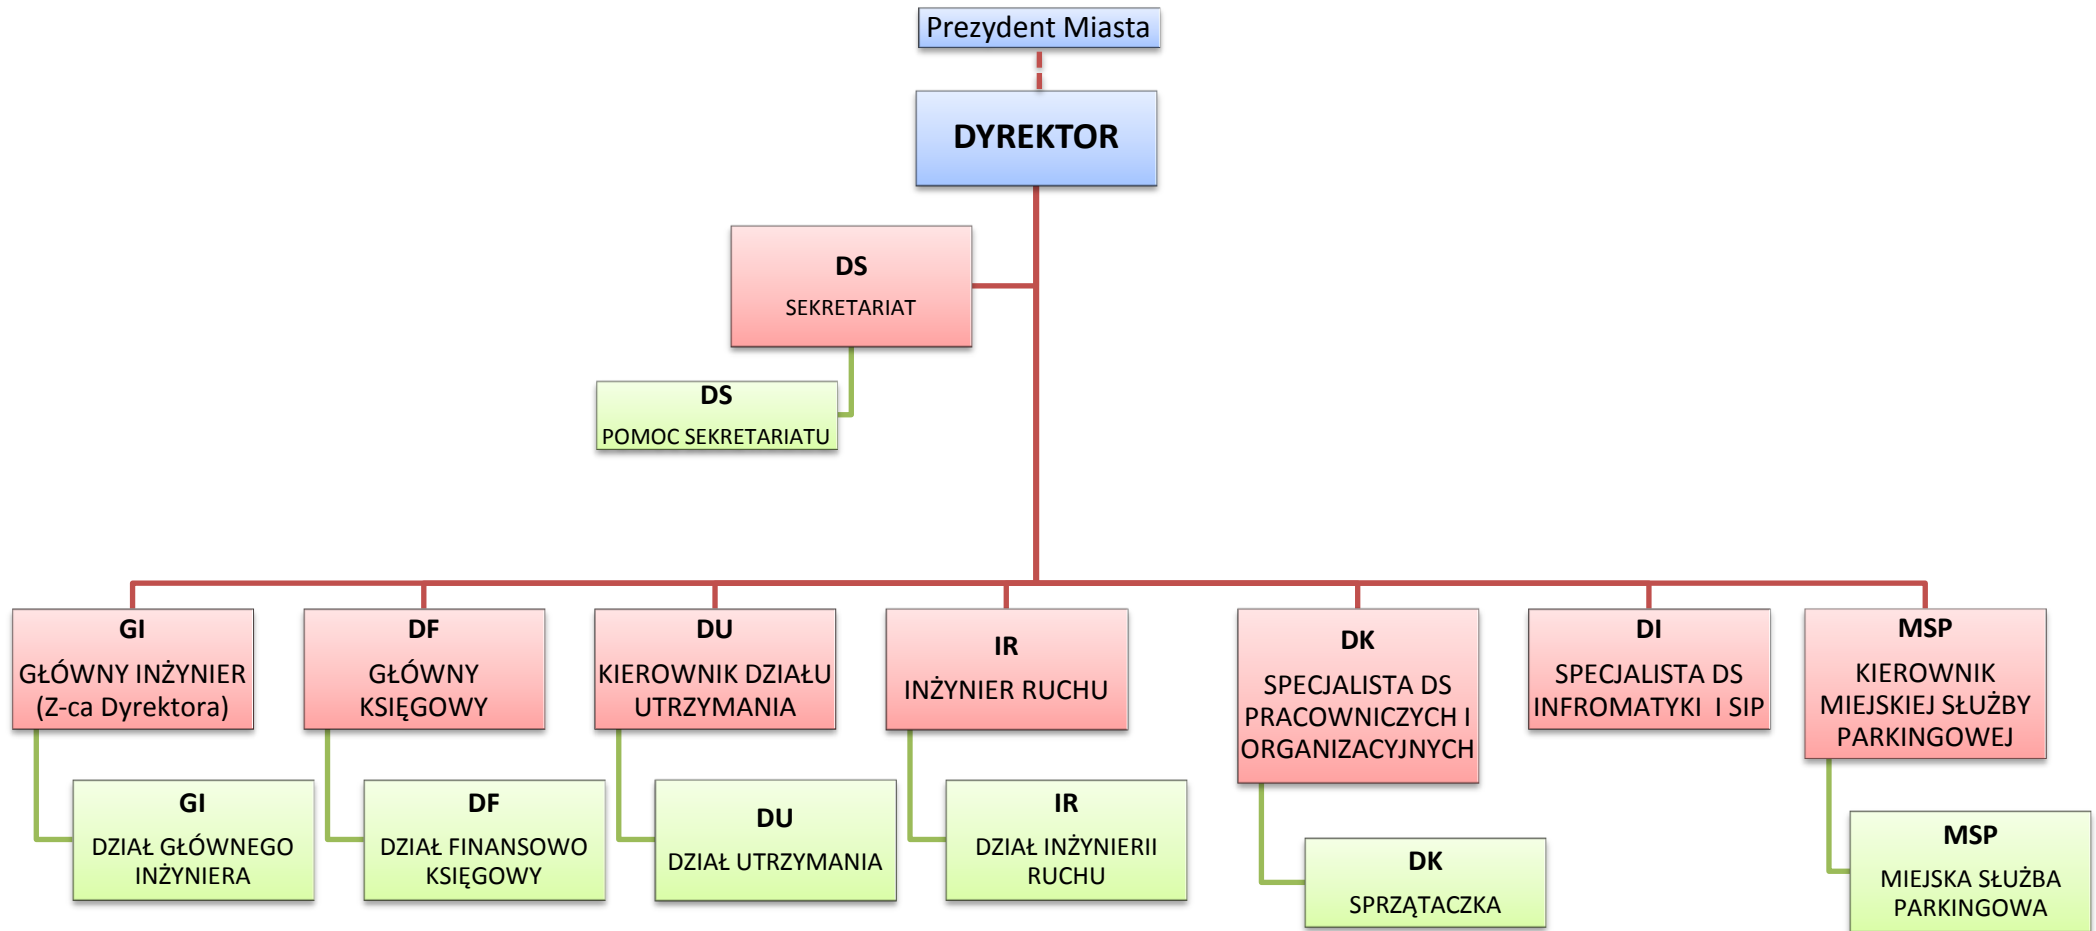 Prezydent Miasta
DYREKTOR
DS
SEKRETARIAT
DS
POMOC SEKRETARIATU
GI
GŁÓWNY INŻYNIER
(Z-ca Dyrektora)
DF
GŁÓWNY
KSIĘGOWY
DU
KIEROWNIK DZIAŁU
UTRZYMANIA
IR
INŻYNIER RUCHU
DK
SPECJALISTA DS
PRACOWNICZYCH I
ORGANIZACYJNYCH
DI
SPECJALISTA DS
INFROMATYKI I SIP
MSP
KIEROWNIK
MIEJSKIEJ SŁUŻBY
PARKINGOWEJ
GI
DZIAŁ GŁÓWNEGO
INŻYNIERA
DF
DZIAŁ FINANSOWO
KSIĘGOWY
DU
DZIAŁ UTRZYMANIA
IR
DZIAŁ INŻYNIERII
RUCHU
DK
SPRZĄTACZKA
MSP
MIEJSKA SŁUŻBA
PARKINGOWA